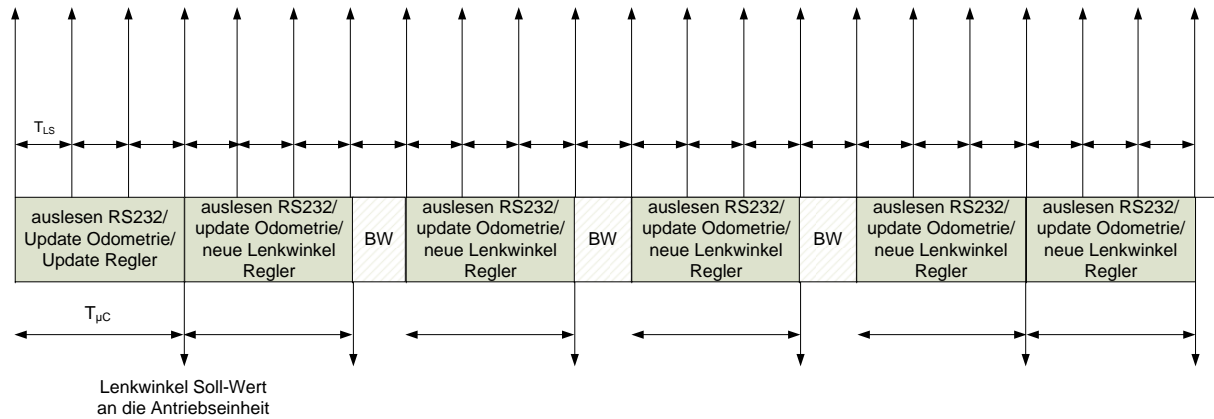 T_LS
auslesen RS232/
Update Odometrie/
Update Regler
auslesen RS232/
update Odometrie/
neue Lenkwinkel
Regler
BW
auslesen RS232/
update Odometrie/
neue Lenkwinkel
Regler
BW
auslesen RS232/
update Odometrie/
neue Lenkwinkel
Regler
BW
auslesen RS232/
update Odometrie/
neue Lenkwinkel
Regler
auslesen RS232/
update Odometrie/
neue Lenkwinkel
Regler
T_µC
Lenkwinkel Soll-Wert
an die Antriebseinheit